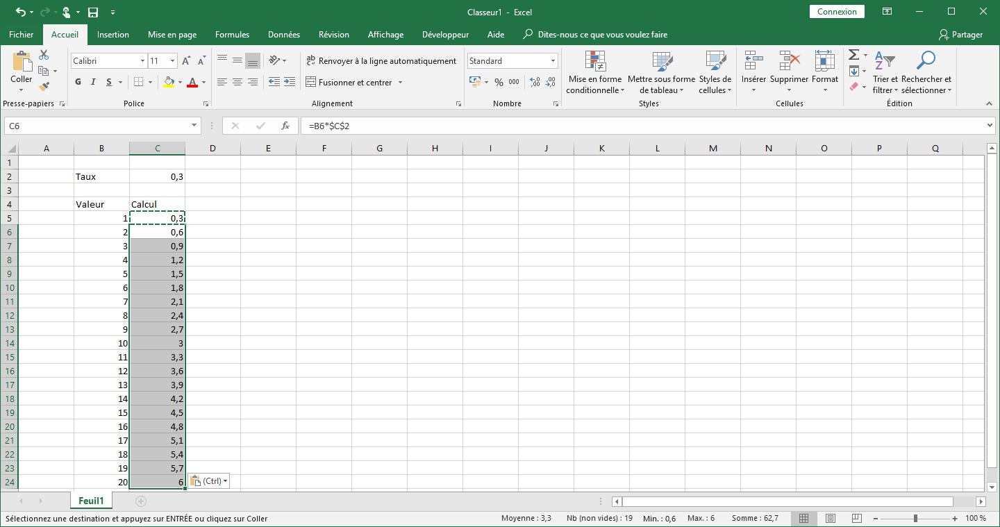 Classeur1 - Excel
Connexion
Fichier Accueil Insertion Mise en page Formules Données Révision Affichage Développeur Aide Dites-nous ce que vous voulez faire Partager
Calibri 11 ab Renvoyer à la ligne automatiquement Standard
Coller G I S A Fusionner et centrer % 000 Mise en forme conditionnelle Mettre sous forme de tableau Styles de cellules Insérer Supprimer Format Trier et filtrer Rechercher et sélectionner
Presse-papiers Police Alignement Nombre Styles Cellules Édition
C6 fx =B6*$C$2
A B C D E F G H I J K L M N O P Q
1
2 Taux 0,3
3
4 Valeur Calcul
5 1 0,3
6 2 0,6
7 3 0,9
8 4 1,2
9 5 1,5
10 6 1,8
11 7 2,1
12 8 2,4
13 9 2,7
14 10 3
15 11 3,3
16 12 3,6
17 13 3,9
18 14 4,2
19 15 4,5
20 16 4,8
21 17 5,1
22 18 5,4
23 19 5,7
24 20 6 (Ctrl)
Feuil1
Sélectionnez une destination et appuyez sur ENTRÉE ou cliquez sur Coller Moyenne : 3,3 Nb (non vides) : 19 Min. : 0,6 Max. : 6 Somme : 62,7 100 %